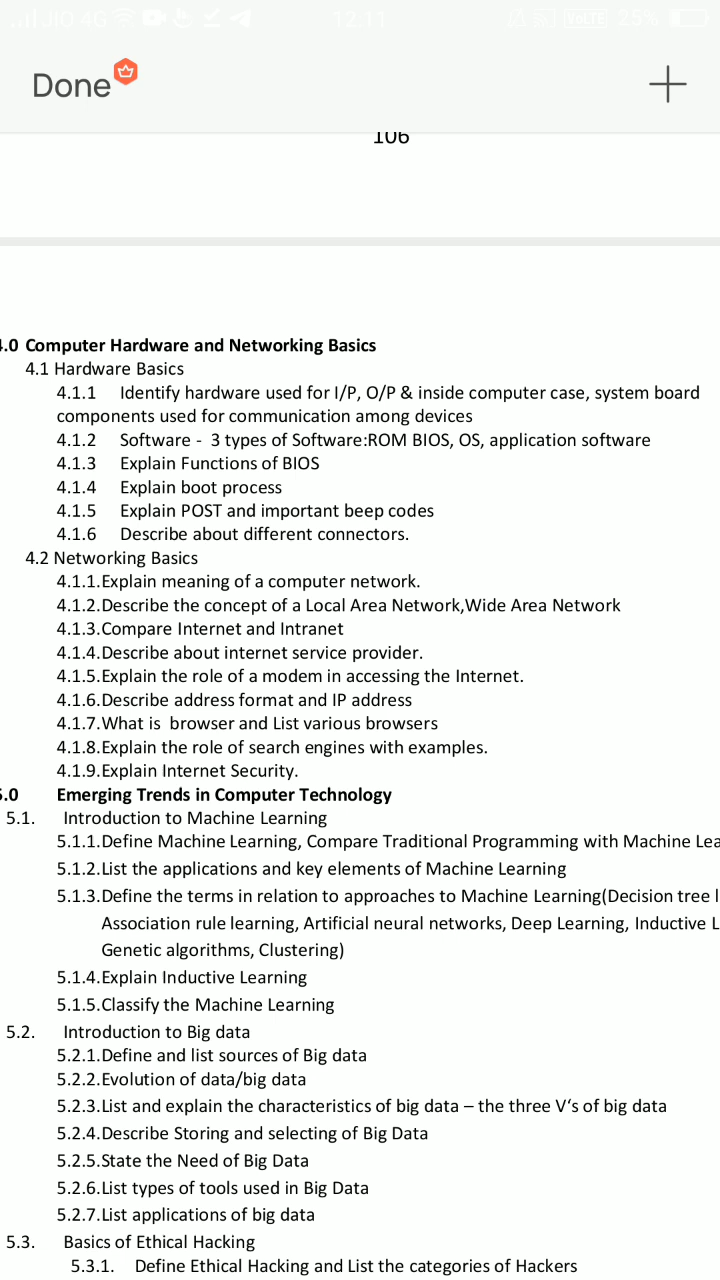 JIO 4G 12.11 VoLTE 25%
Done
106
4.0 Computer Hardware and Networking Basics
4.1 Hardware Basics
4.1.1 Identify hardware used for I/P, O/P & inside computer case, system board
components used for communication among devices
4.1.2 Software - 3 types of Software:ROM BIOS, OS, application software
4.1.3 Explain Functions of BIOS
4.1.4 Explain boot process
4.1.5 Explain POST and important beep codes
4.1.6 Describe about different connectors.
4.2 Networking Basics
4.1.1.Explain meaning of a computer network.
4.1.2.Describe the concept of a Local Area Network,Wide Area Network
4.1.3.Compare Internet and Intranet
4.1.4.Describe about internet service provider.
4.1.5.Explain the role of a modem in accessing the Internet.
4.1.6.Describe address format and IP address
4.1.7.What is browser and List various browsers
4.1.8.Explain the role of search engines with examples.
4.1.9.Explain Internet Security.
5.0 Emerging Trends in Computer Technology
5.1. Introduction to Machine Learning
5.1.1.Define Machine Learning, Compare Traditional Programming with Machine Lea
5.1.2.List the applications and key elements of Machine Learning
5.1.3.Define the terms in relation to approaches to Machine Learning(Decision tree l
Association rule learning, Artificial neural networks, Deep Learning, Inductive L
Genetic algorithms, Clustering)
5.1.4.Explain Inductive Learning
5.1.5.Classify the Machine Learning
5.2. Introduction to Big data
5.2.1.Define and list sources of Big data
5.2.2.Evolution of data/big data
5.2.3.List and explain the characteristics of big data – the three V‘s of big data
5.2.4.Describe Storing and selecting of Big Data
5.2.5.State the Need of Big Data
5.2.6.List types of tools used in Big Data
5.2.7.List applications of big data
5.3. Basics of Ethical Hacking
5.3.1. Define Ethical Hacking and List the categories of Hackers